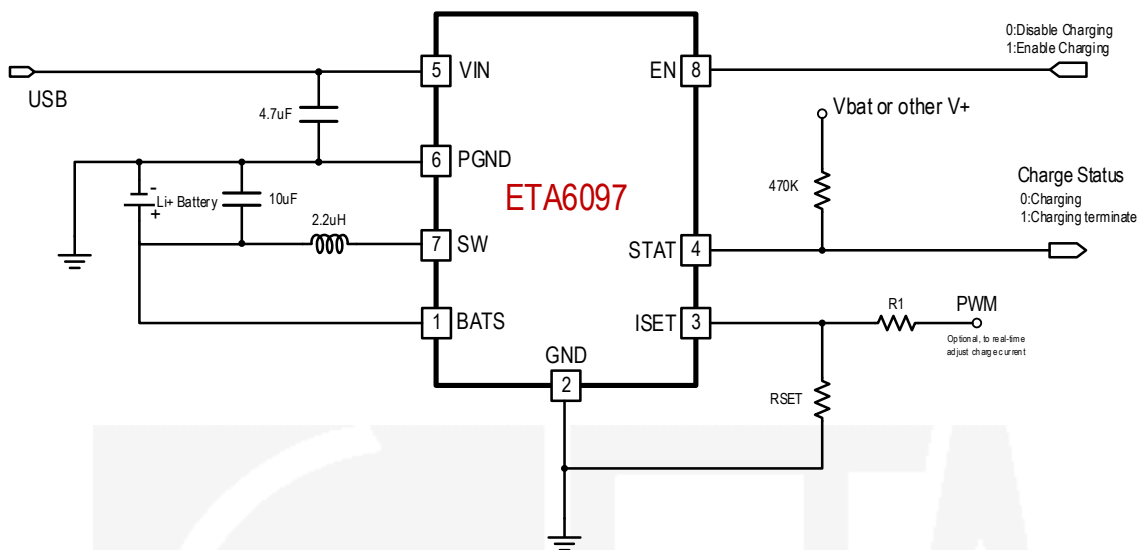 0:Disable Charging
1:Enable Charging
5 VIN
EN 8
USB
4.7uF
Vbat or other V+
6 PGND
ETA6097
470K
Charge Status
0:Charging
1:Charging terminate
-
Li+ Battery
+
10uF
2.2uH
7 SW
STAT 4
1 BATS
ISET 3
R1
PWM
Optional, to real-time
adjust charge current
GND
2
RSET
ETA